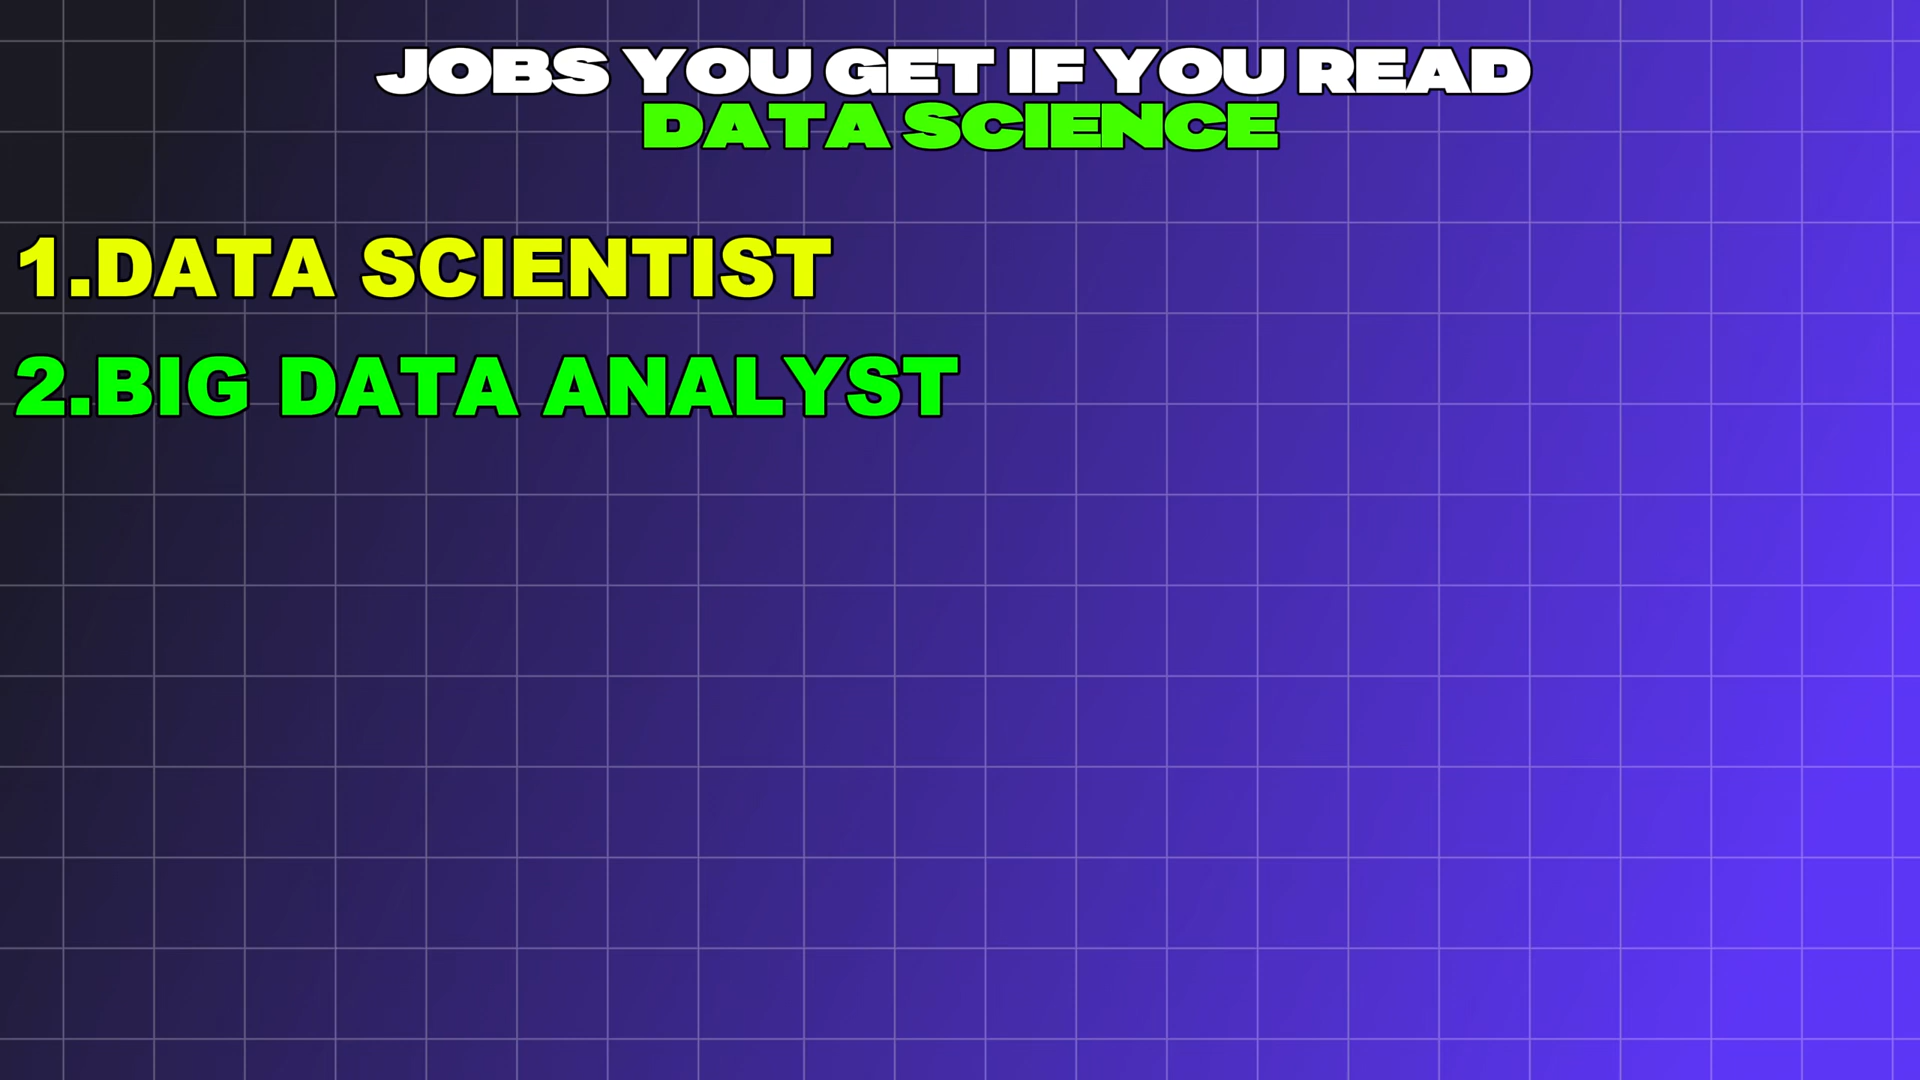 JOBS YOU GET IF YOU READ
DATA SCIENCE
1.DATA SCIENTIST
2.BIG DATA ANALYST